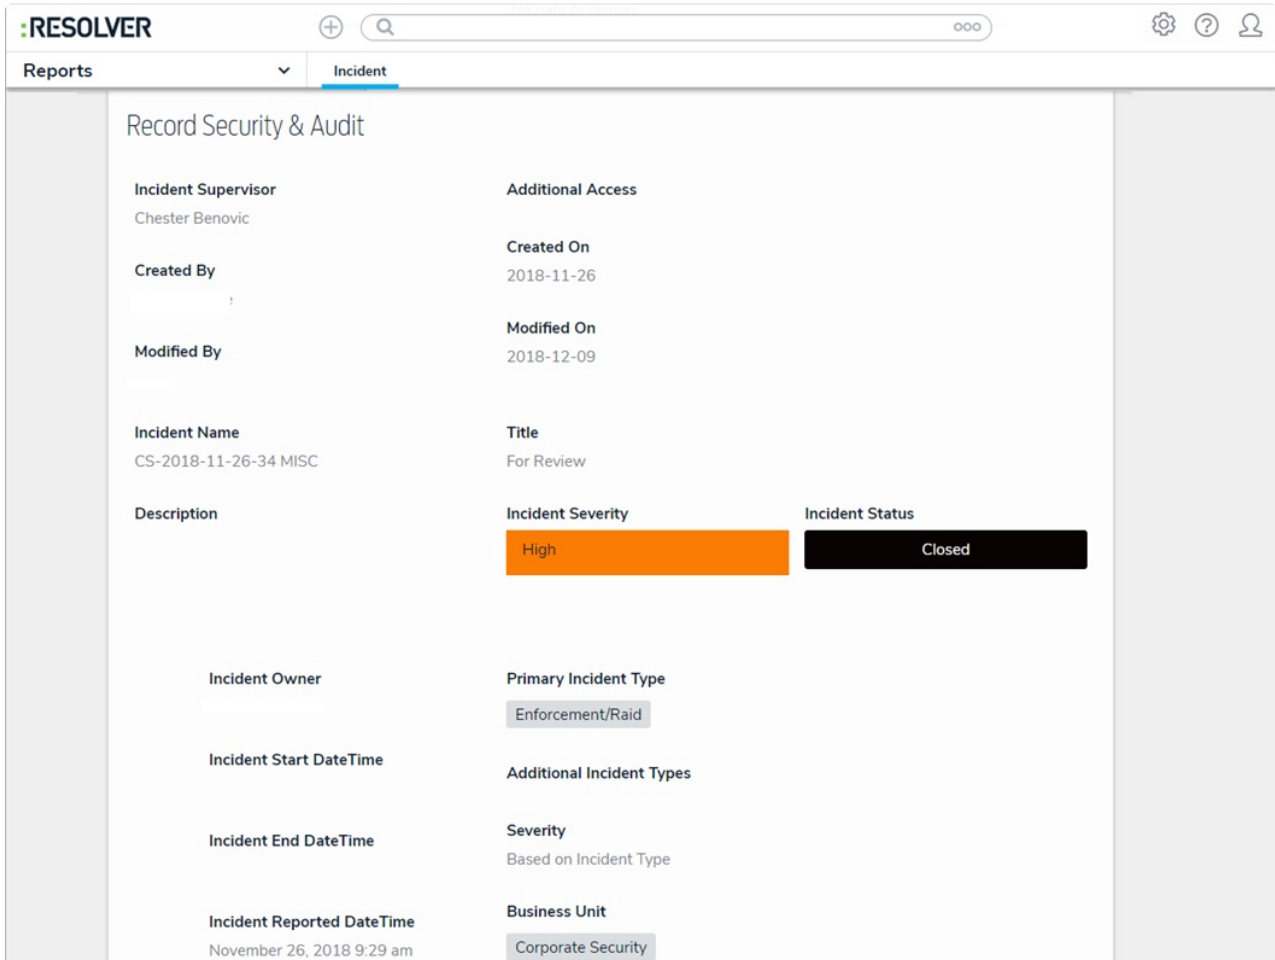 :RESOLVER
Reports
Incident
Record Security & Audit
Incident Supervisor
Chester Benovic
Additional Access
Created On
2018-11-26
Created By
Modified On
2018-12-09
Modified By
Incident Name
CS-2018-11-26-34 MISC
Title
For Review
Description
Incident Severity
High
Incident Status
Closed
Incident Owner
Primary Incident Type
Enforcement/Raid
Incident Start DateTime
Additional Incident Types
Incident End DateTime
Severity
Based on Incident Type
Incident Reported DateTime
November 26, 2018 9:29 am
Business Unit
Corporate Security